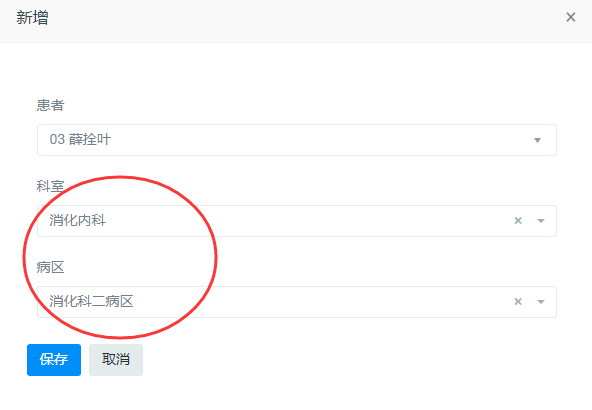 新增
×
患者
03 薛拴叶
科室
消化内科 ×
病区
消化科二病区 ×
保存 取消